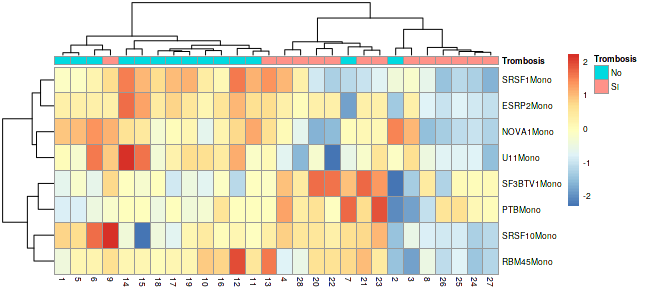 Trombosis
SRSF1Mono
ESRP2Mono
NOVA1Mono
U11Mono
SF3BTV1Mono
PTBMono
SRSF10Mono
RBM45Mono
1 5 6 9 14 15 18 17 19 10 16 12 11 13 4 28 20 22 7 21 23 2 3 8 26 25 24 27
2
1
0
-1
-2
Trombosis
No
SI